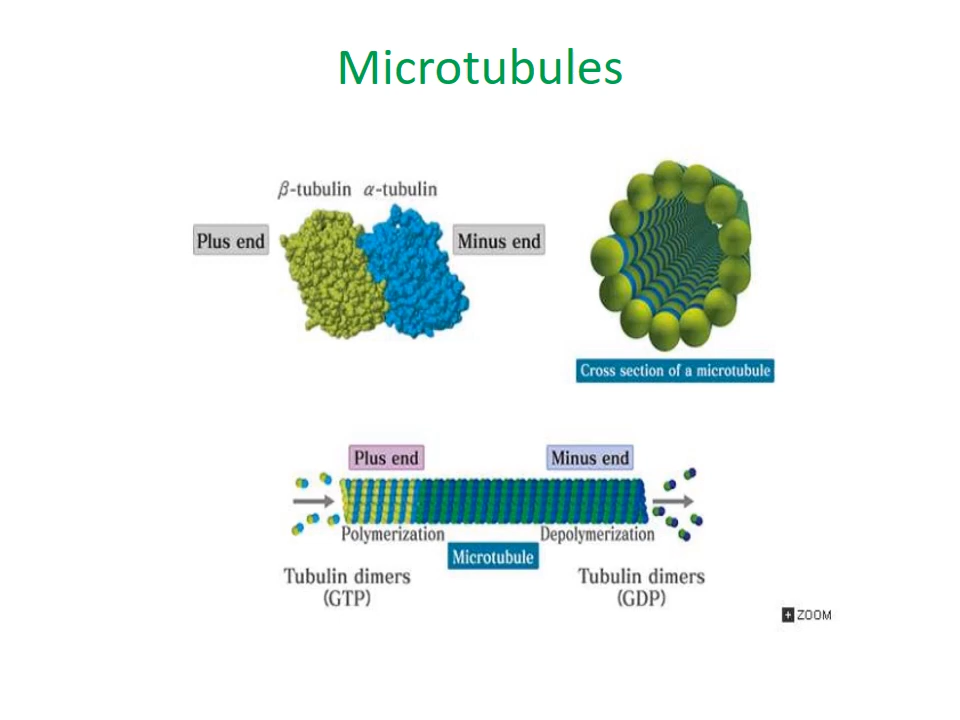 Microtubules
β-tubulin α-tubulin
Plus end
Minus end
Cross section of a microtubule
Plus end
Minus end
Polymerization
Depolymerization
Microtubule
Tubulin dimers
(GTP)
Tubulin dimers
(GDP)
+ ZOOM